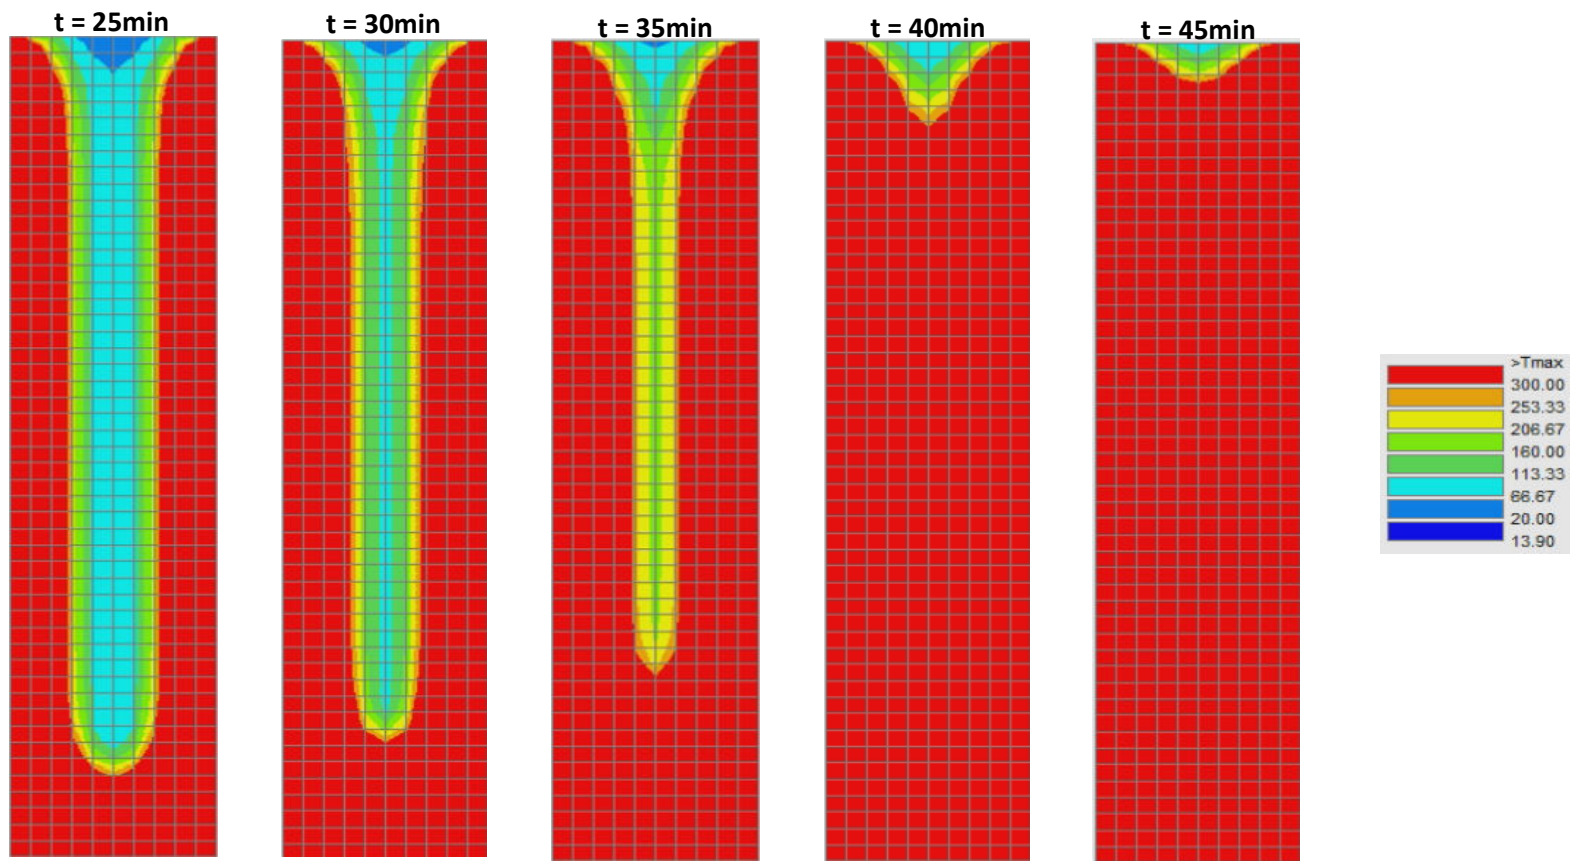 t = 25min
t = 30min
t = 35min
t = 40min
t = 45min
>Tmax
300.00
253.33
206.67
160.00
113.33
66.67
20.00
13.90